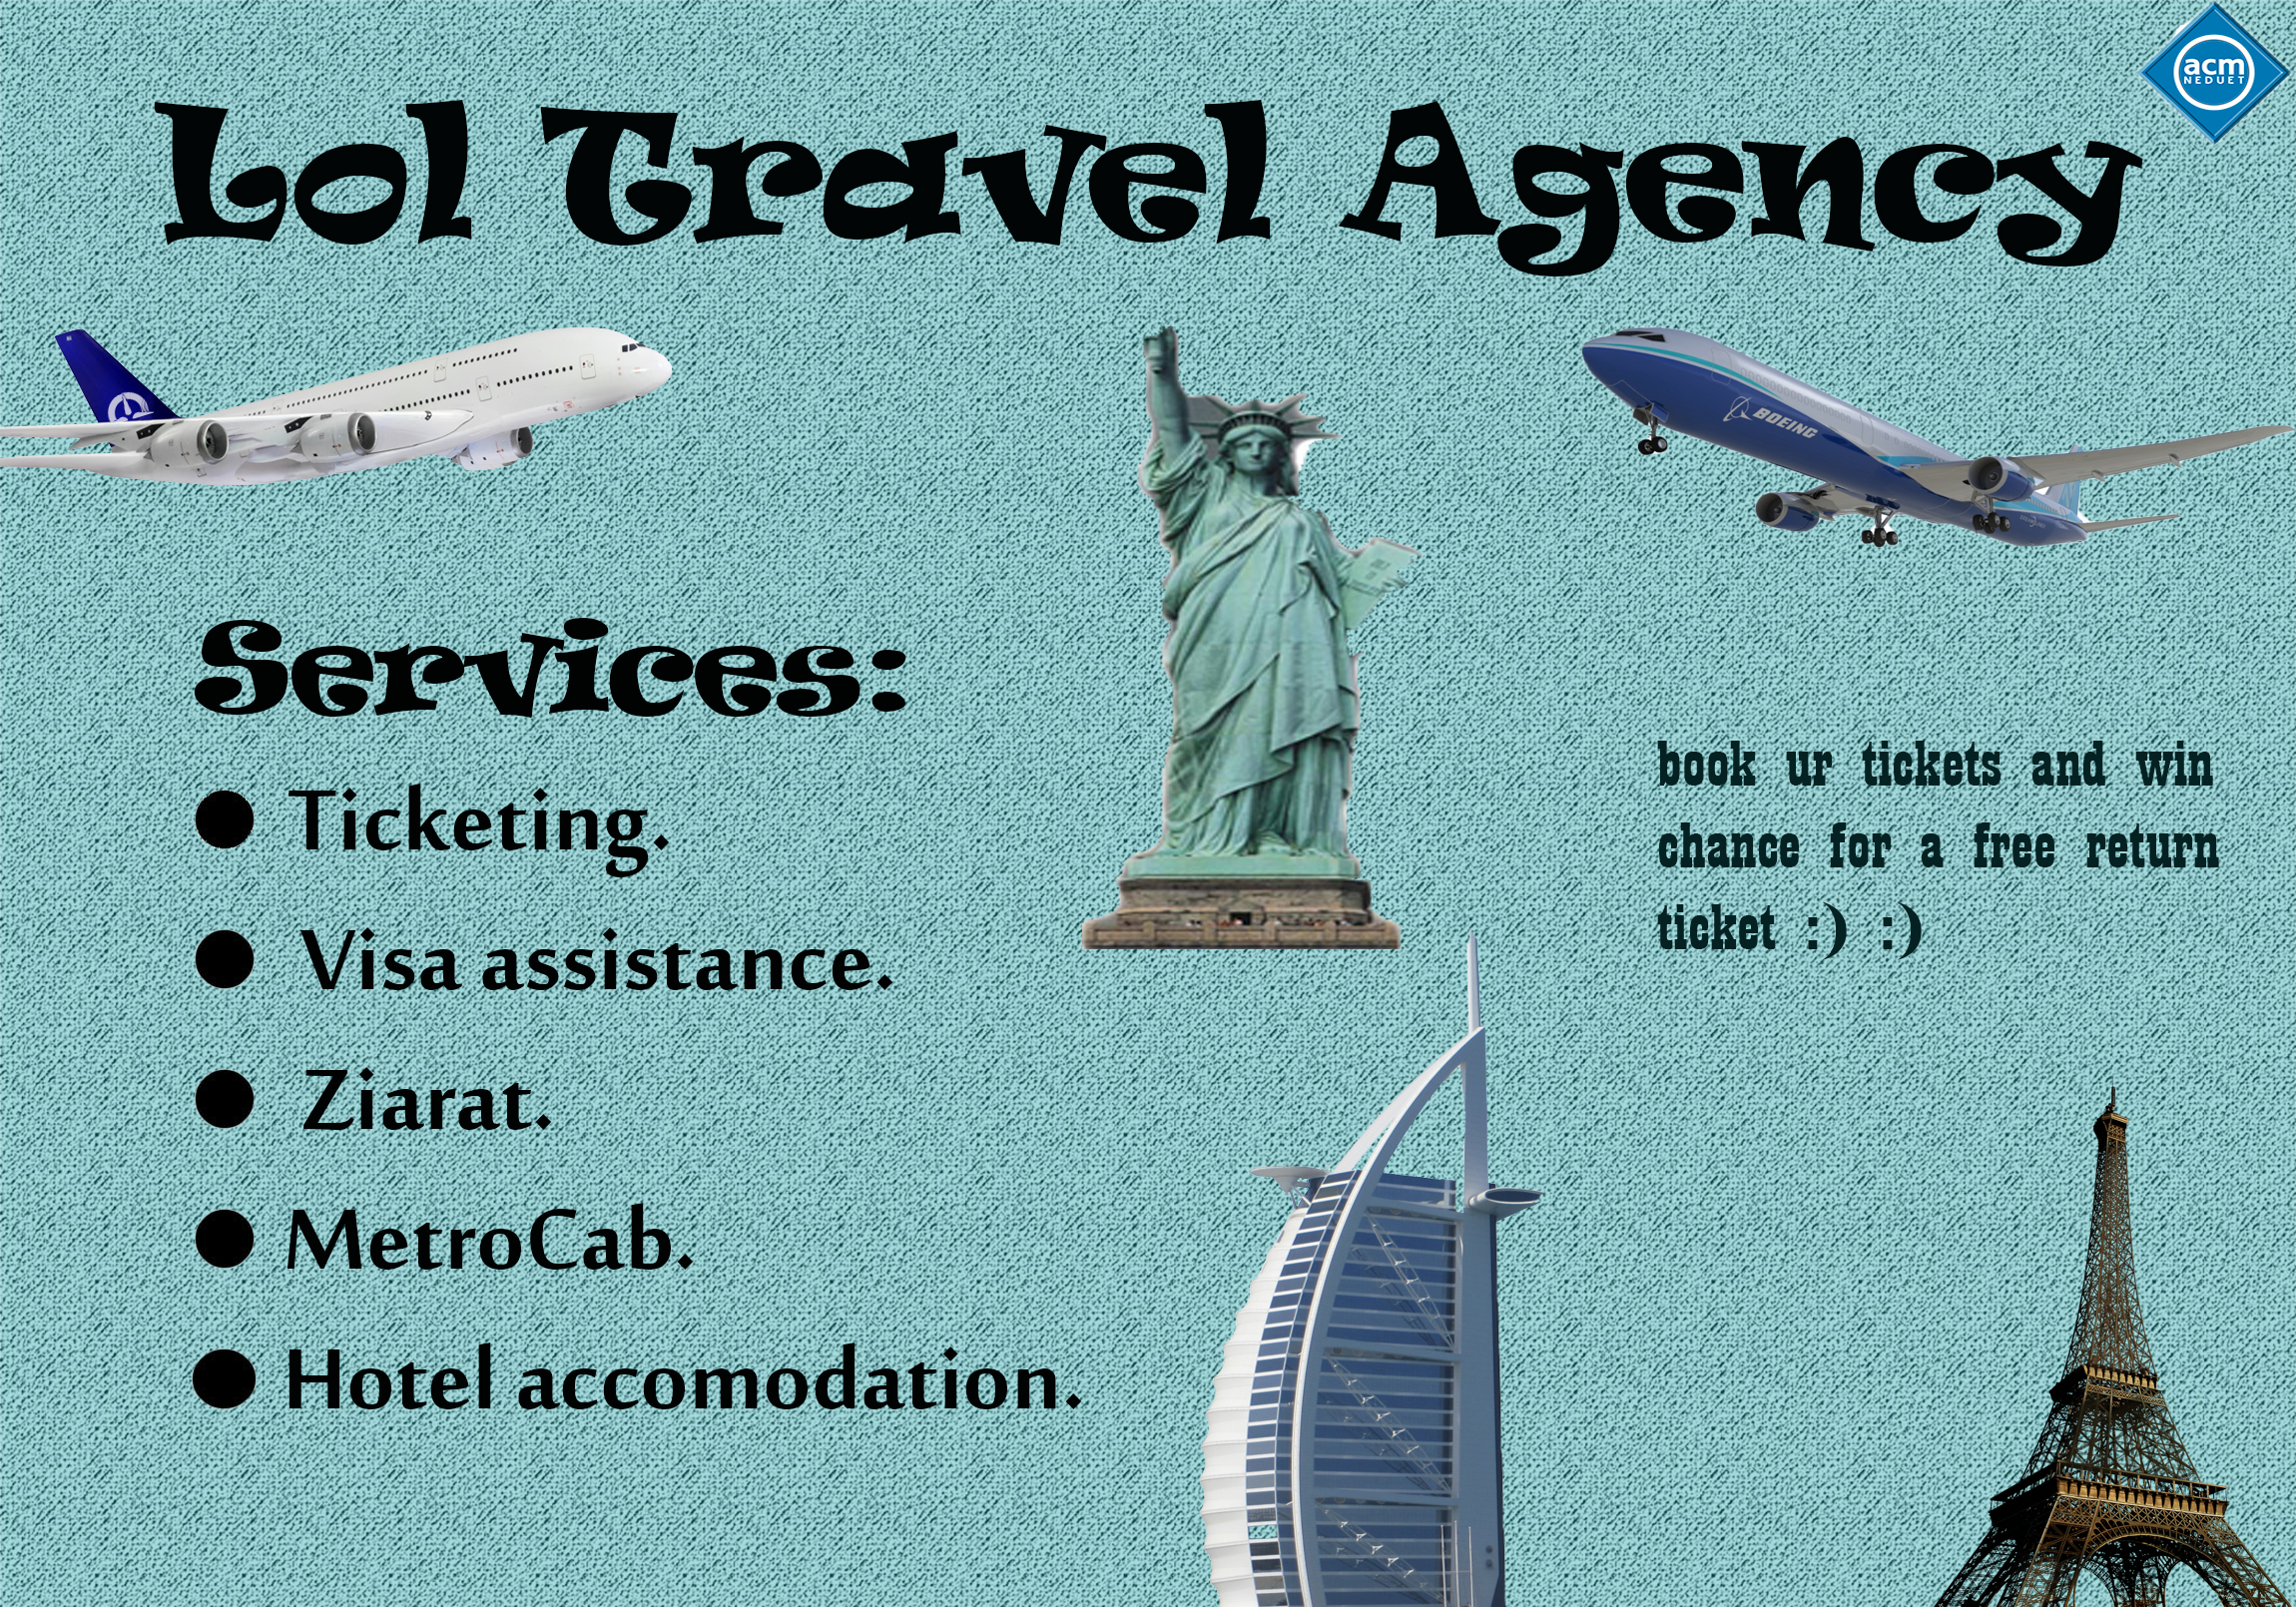 acm
NEDUET
Lol Travel Agency
BOEING
Services:
● Ticketing.
● Visa assistance.
● Ziarat.
● MetroCab.
● Hotel accomodation.
book ur tickets and win
chance for a free return
ticket :) :)